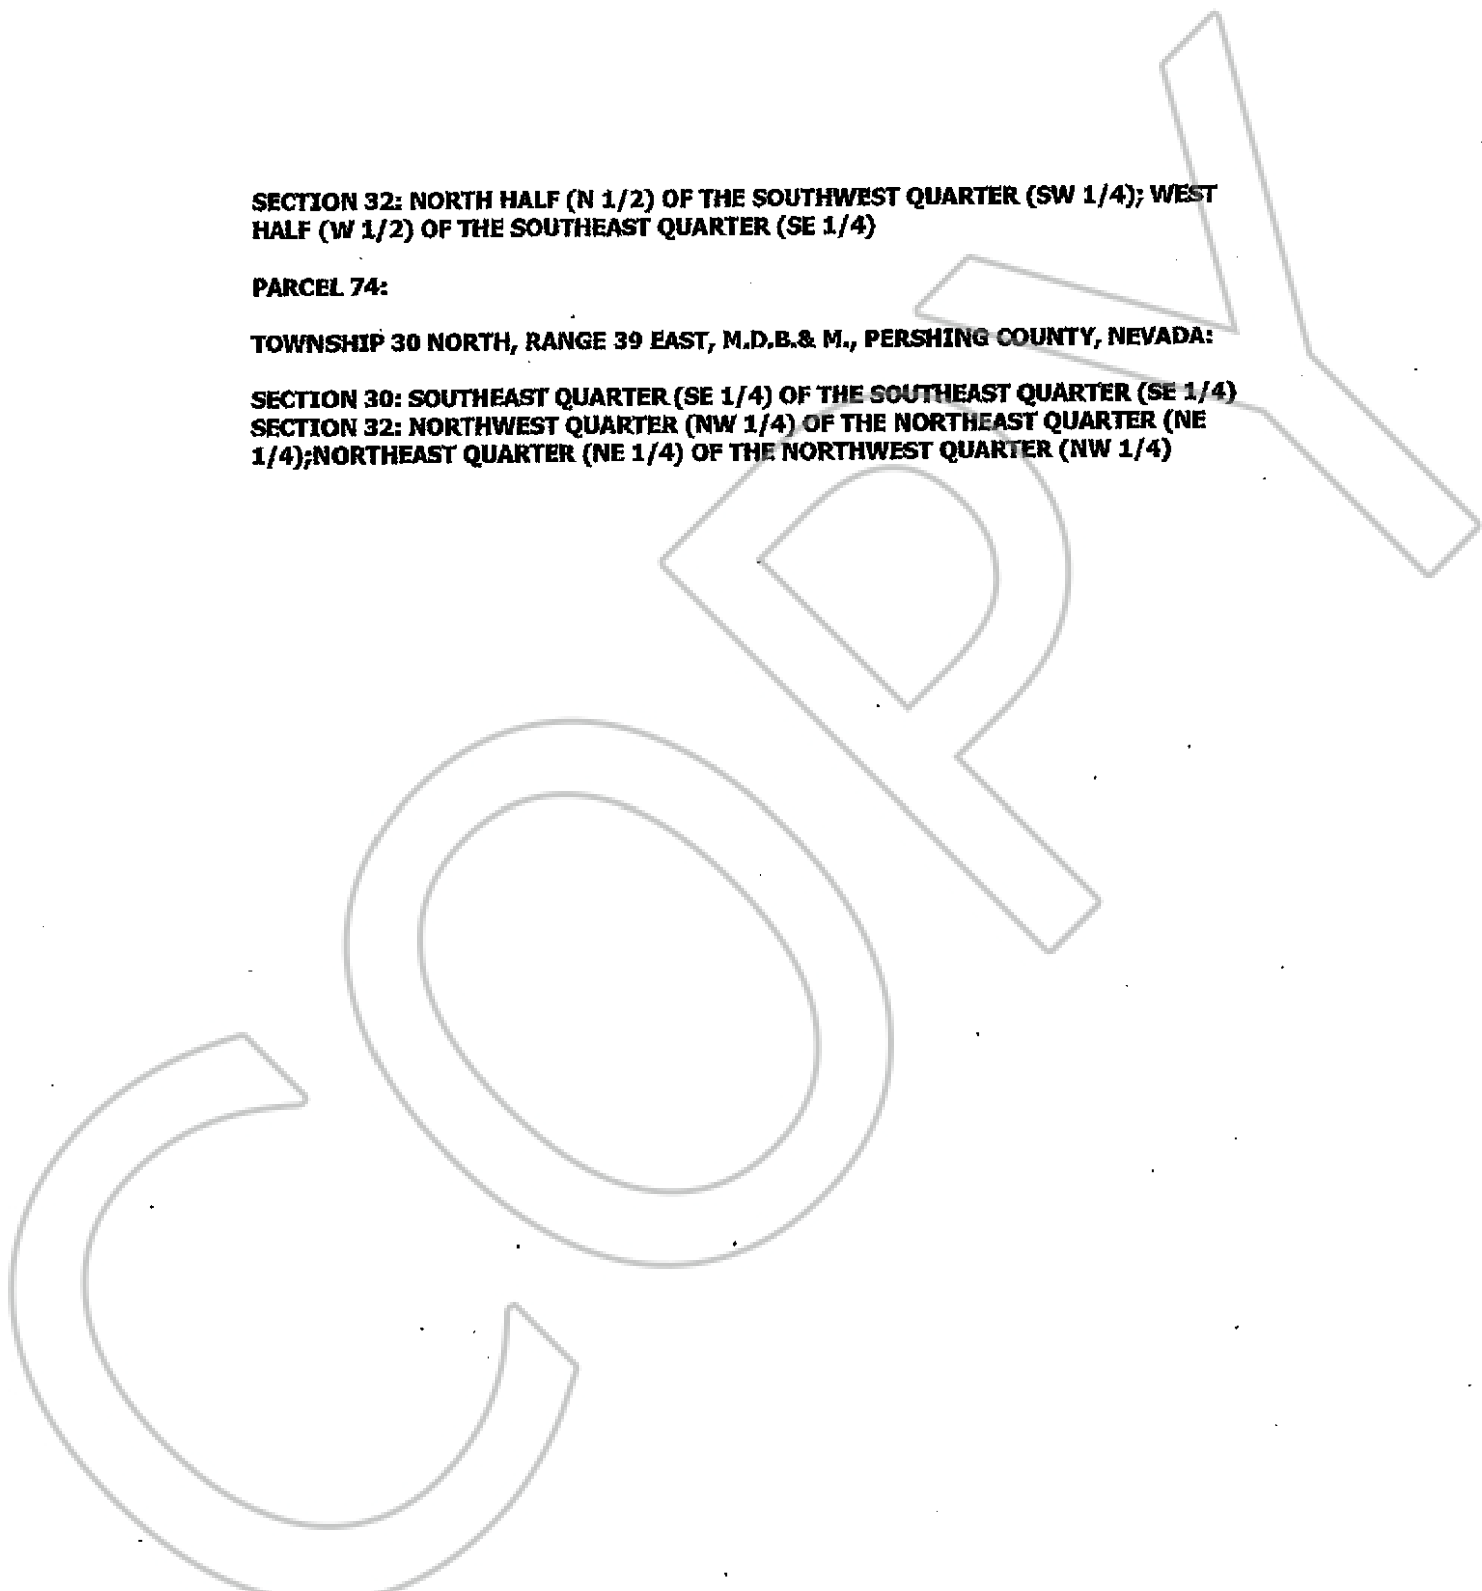 SECTION 32: NORTH HALF (N 1/2) OF THE SOUTHWEST QUARTER (SW 1/4); WEST
HALF (W 1/2) OF THE SOUTHEAST QUARTER (SE 1/4)
PARCEL 74:
TOWNSHIP 30 NORTH, RANGE 39 EAST, M.D.B.& M., PERSHING COUNTY, NEVADA:
SECTION 30: SOUTHEAST QUARTER (SE 1/4) OF THE SOUTHEAST QUARTER (SE 1/4)
SECTION 32: NORTHWEST QUARTER (NW 1/4) OF THE NORTHEAST QUARTER (NE
1/4);NORTHEAST QUARTER (NE 1/4) OF THE NORTHWEST QUARTER (NW 1/4)
COPY